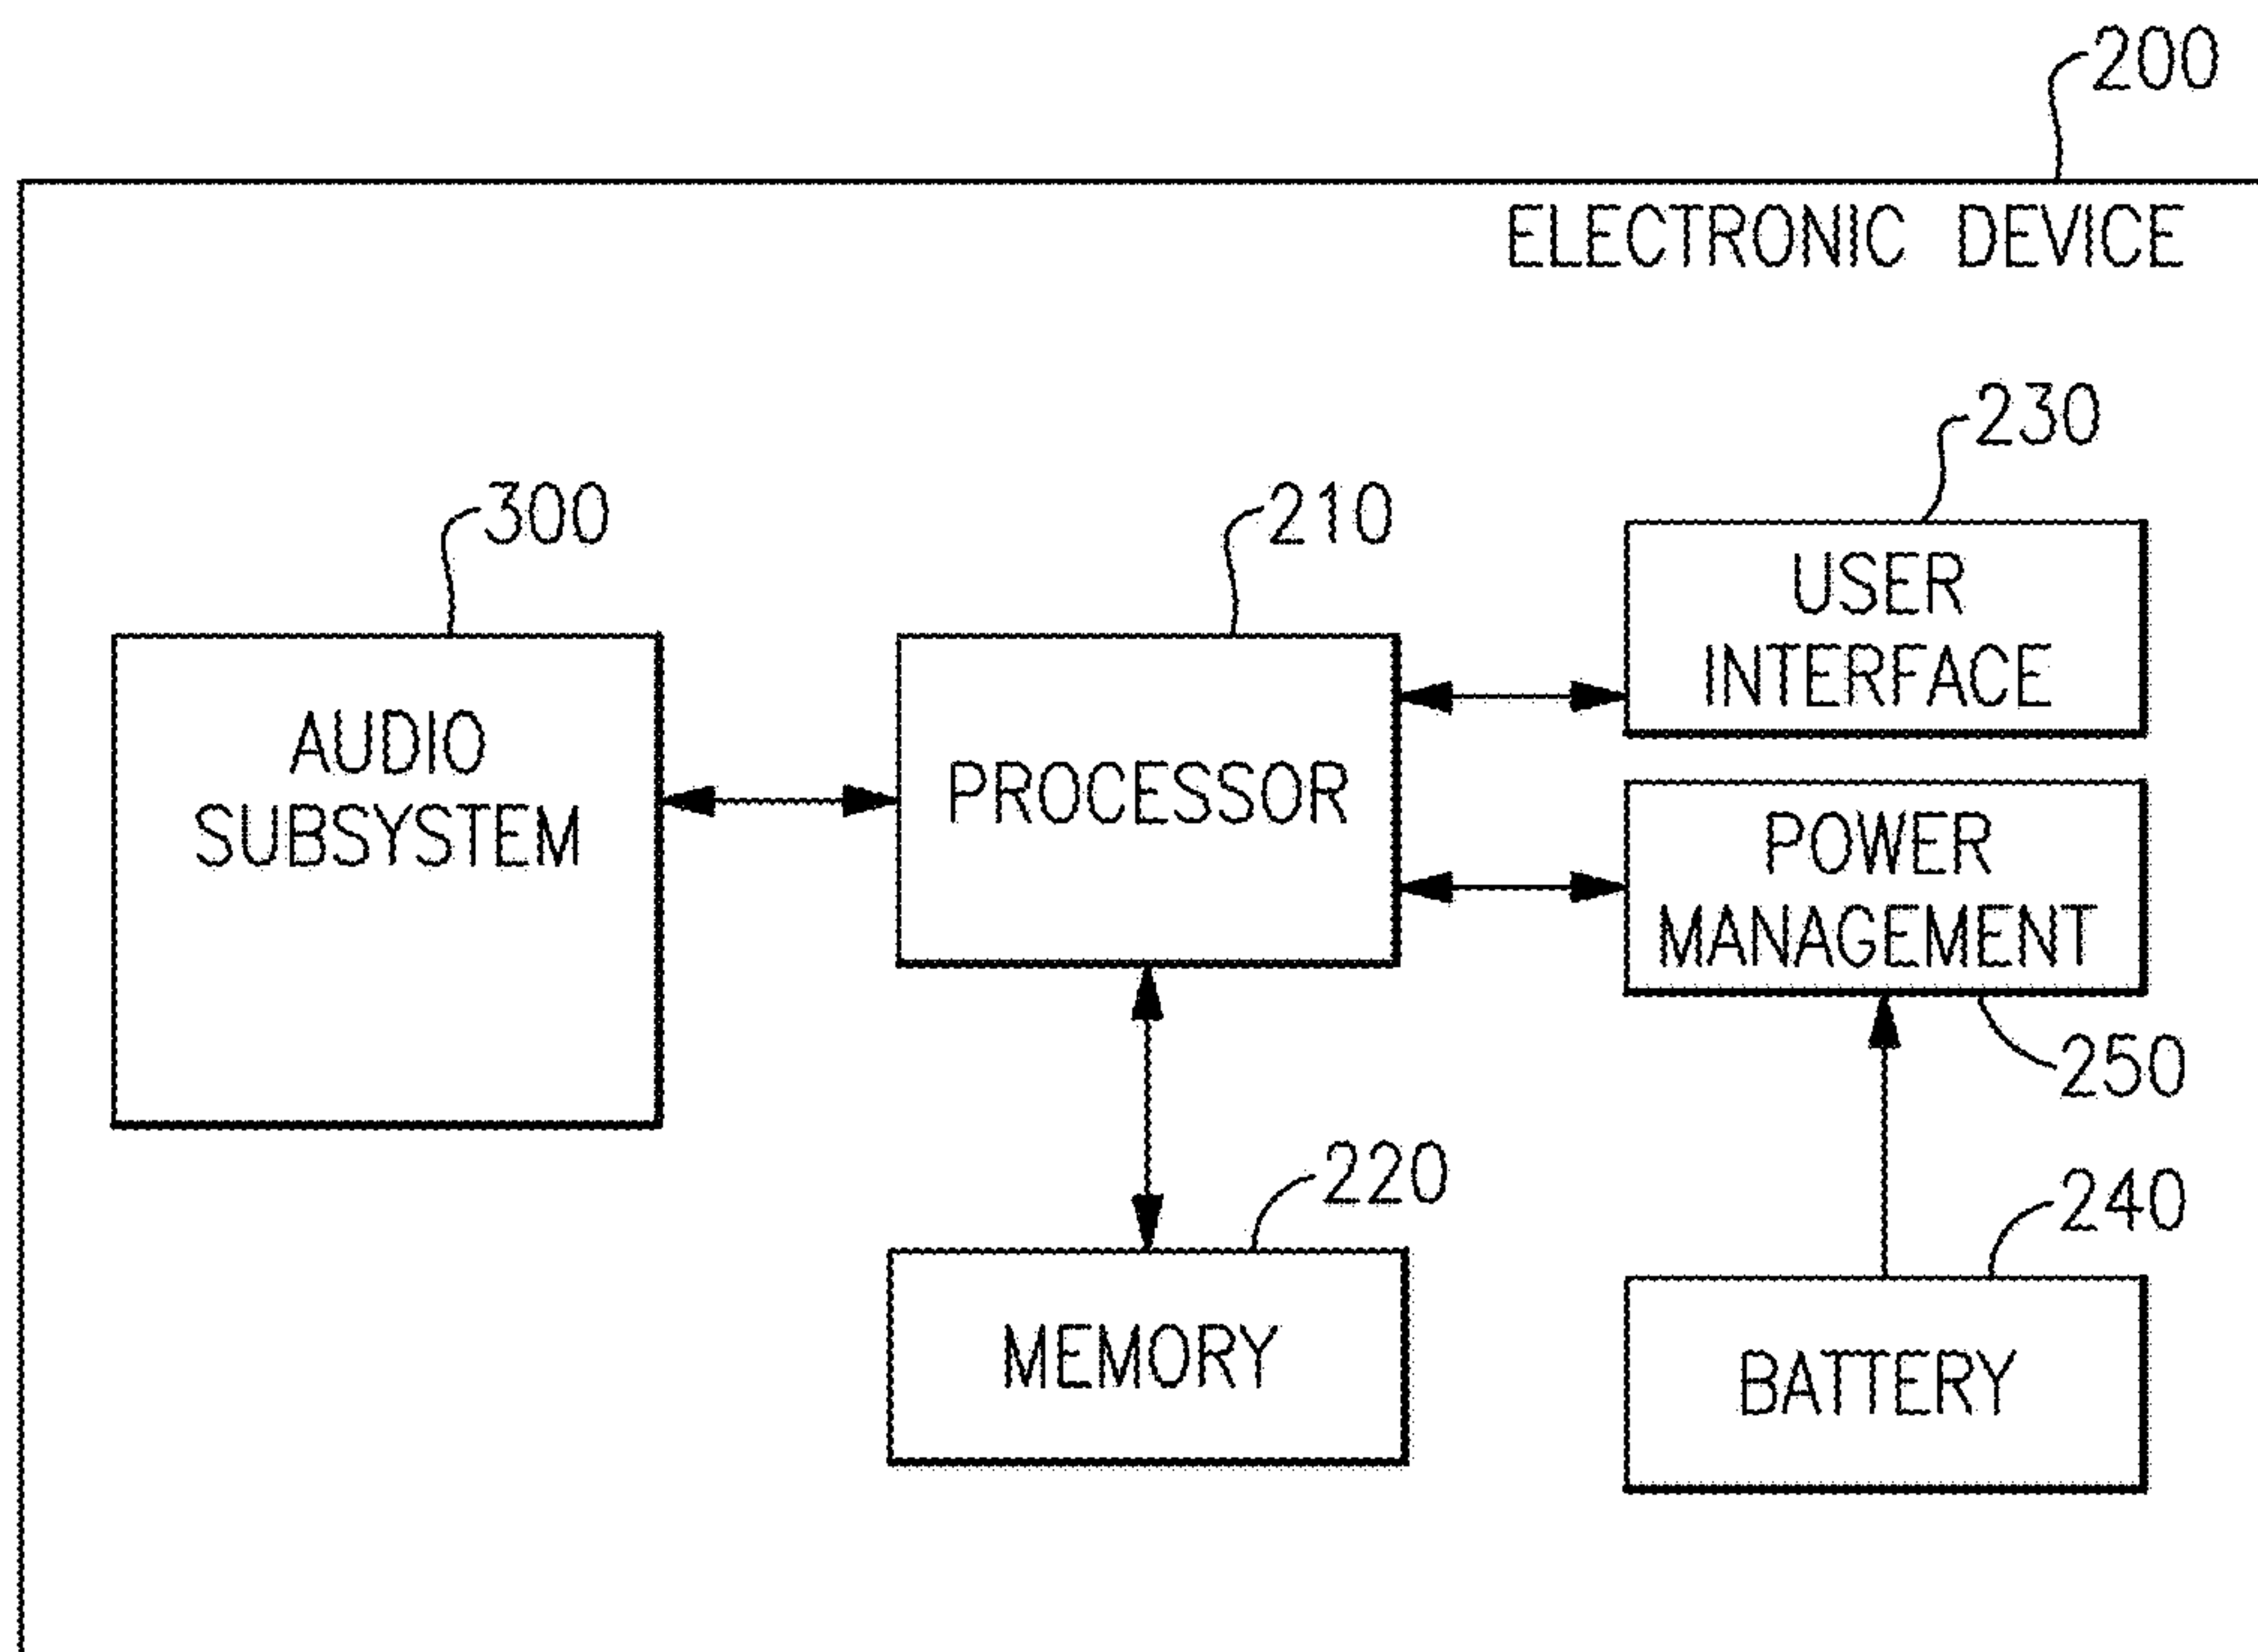 200
ELECTRONIC DEVICE
230
300
210
USER
INTERFACE
AUDIO
SUBSYSTEM
PROCESSOR
POWER
MANAGEMENT
250
220
240
MEMORY
BATTERY